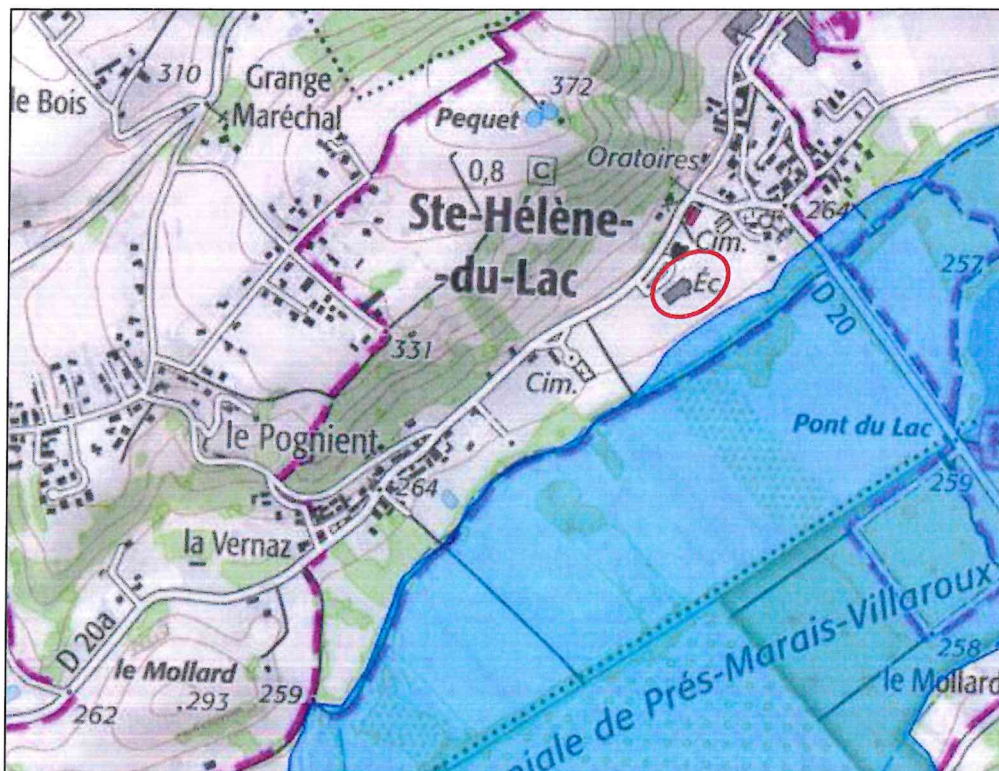 310
le Bois
Grange
Maréchal
372
Pequet
Oratoires
0,8 C
Ste-Hélène-
-du-Lac
Cim.
264
257
Éc
D 20
331
Cim.
Pont du Lac
le Pognient
264
259
la Vernaz
D 20a
le Mollard
293
259
262
258
le Mollard
niale de Prés-Marais-Villaroux